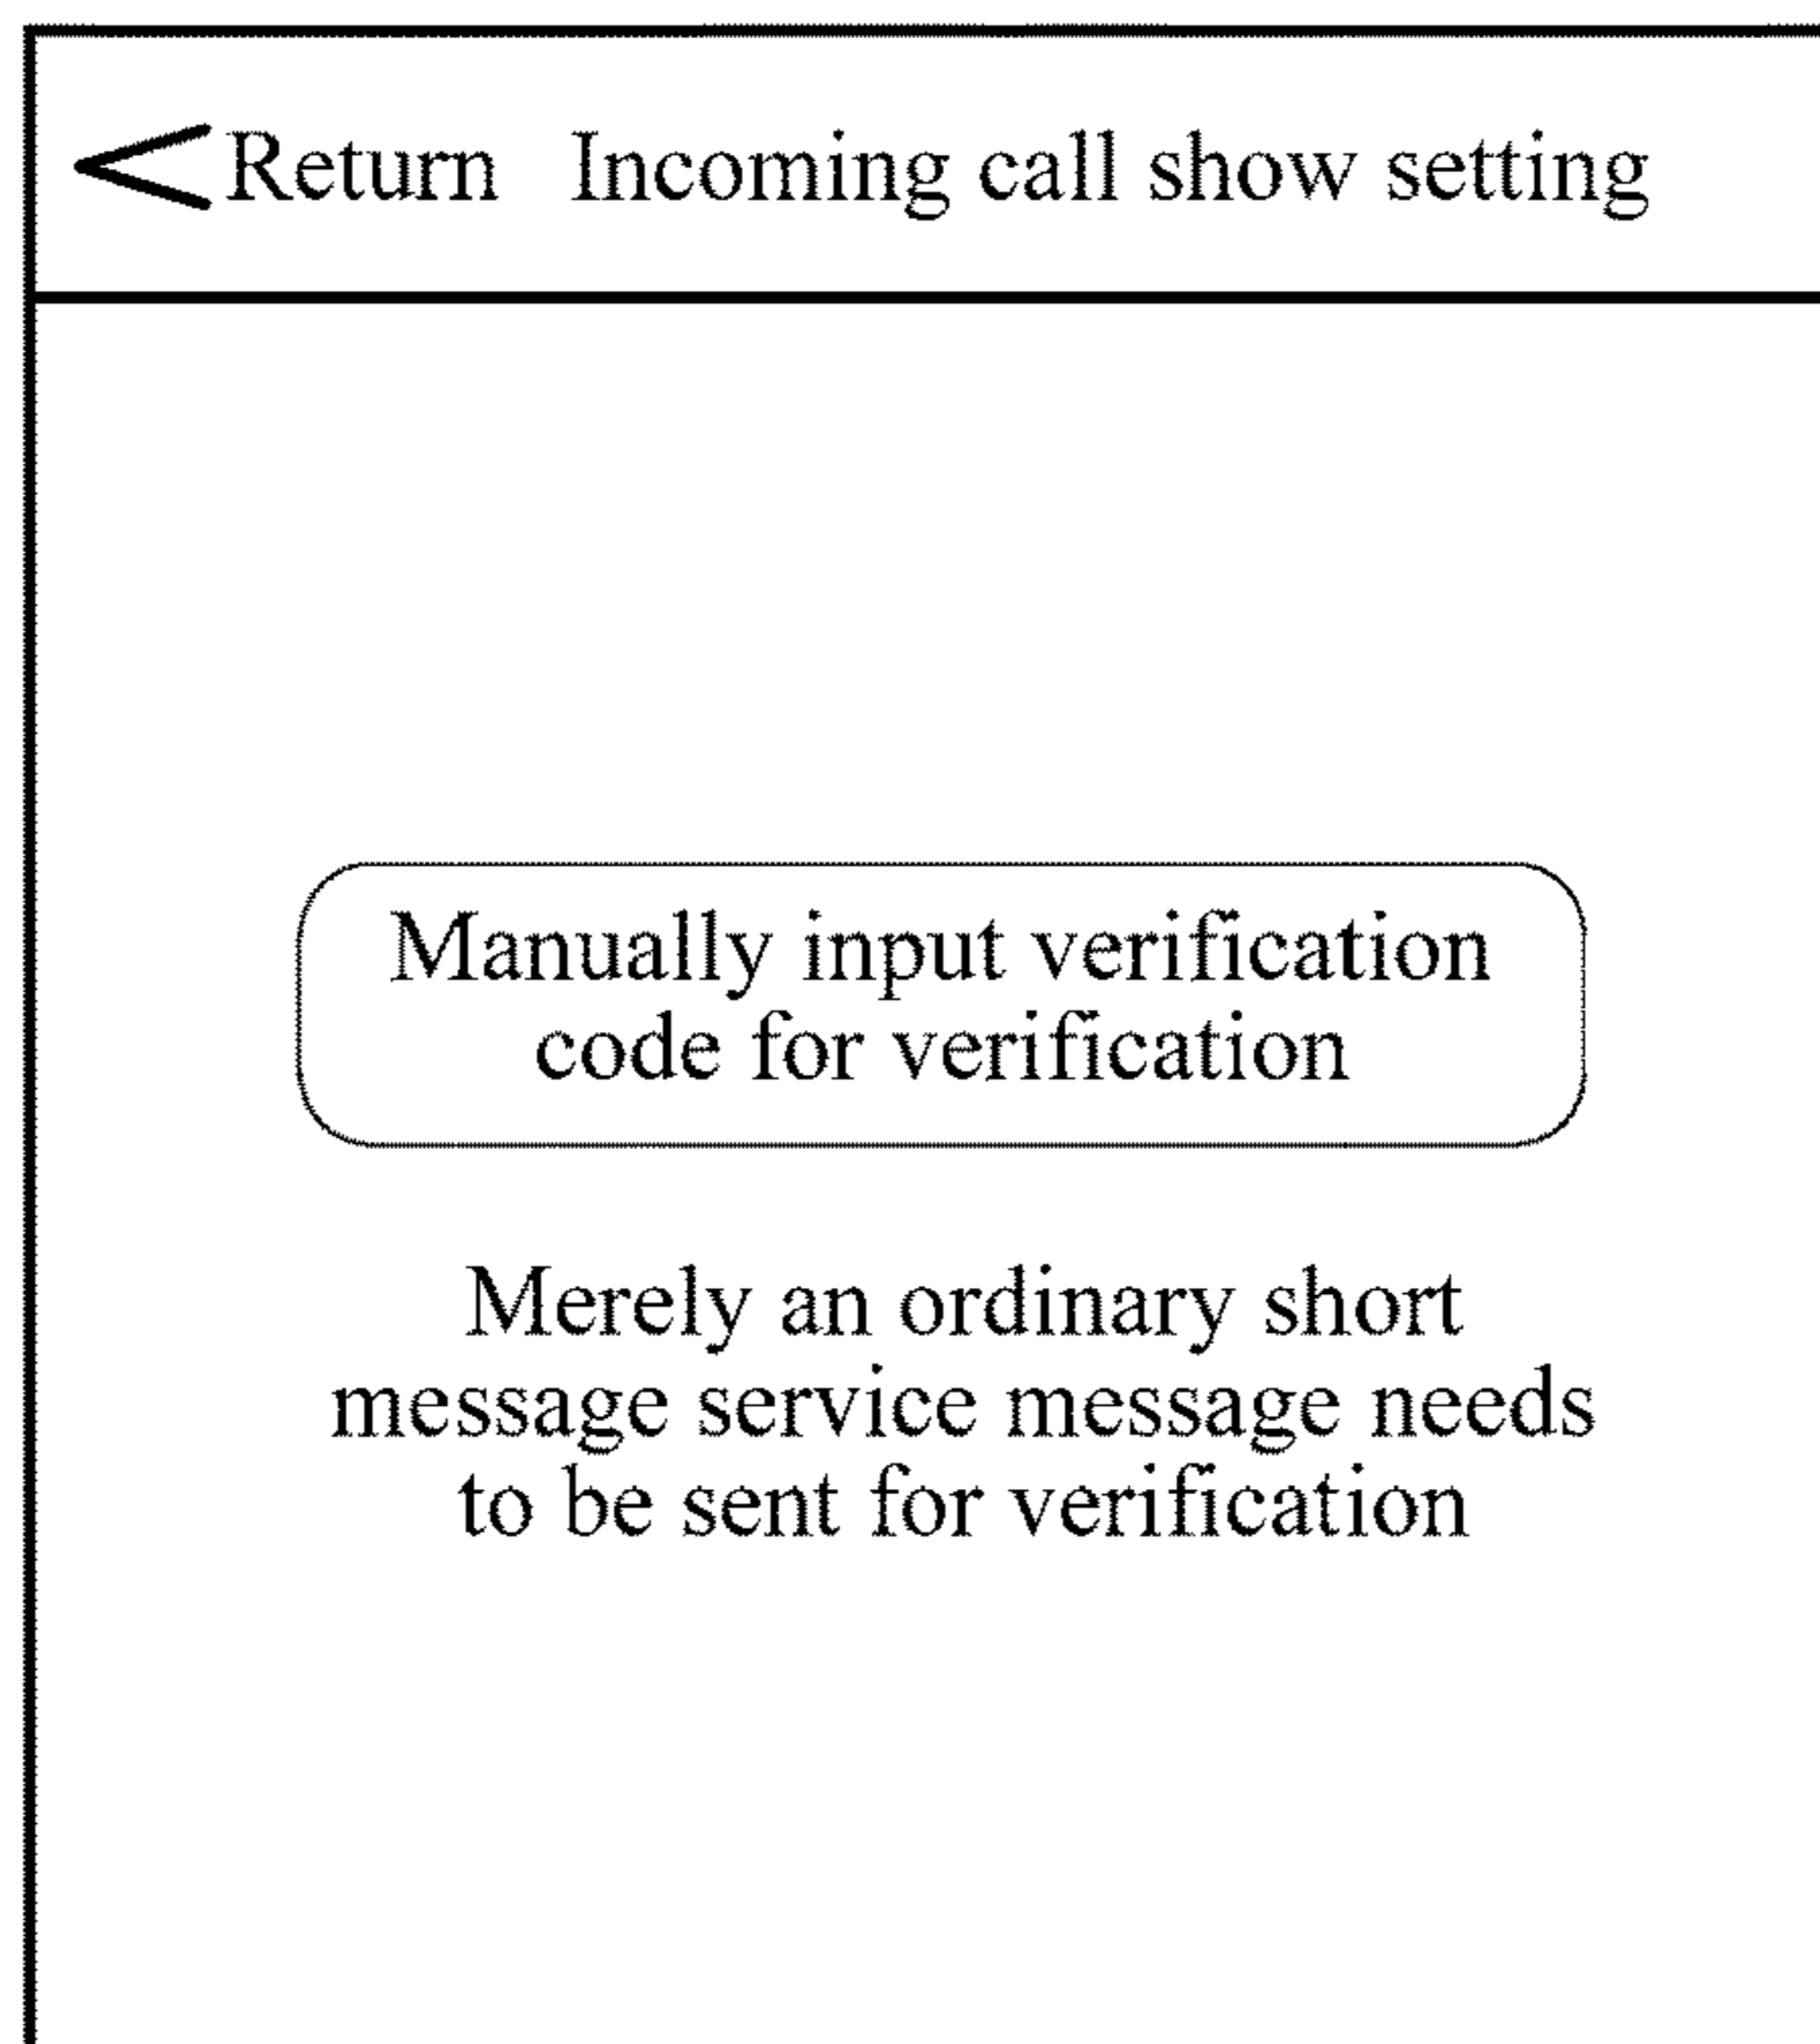 Return Incoming call show setting
Manually input verification
code for verification
Merely an ordinary short
message service message needs
to be sent for verification